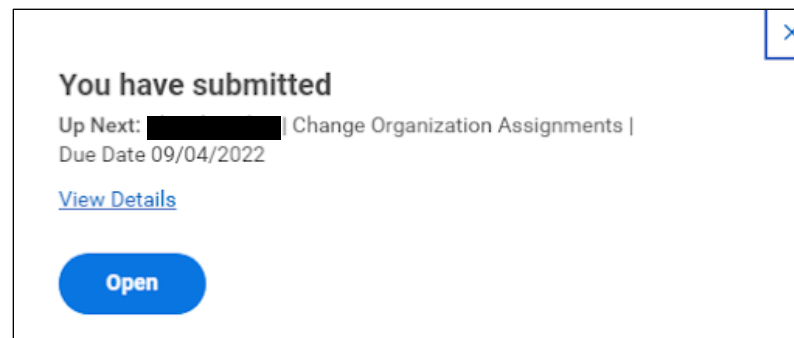 You have submitted
Up Next: | Change Organization Assignments |
Due Date 09/04/2022
View Details
Open